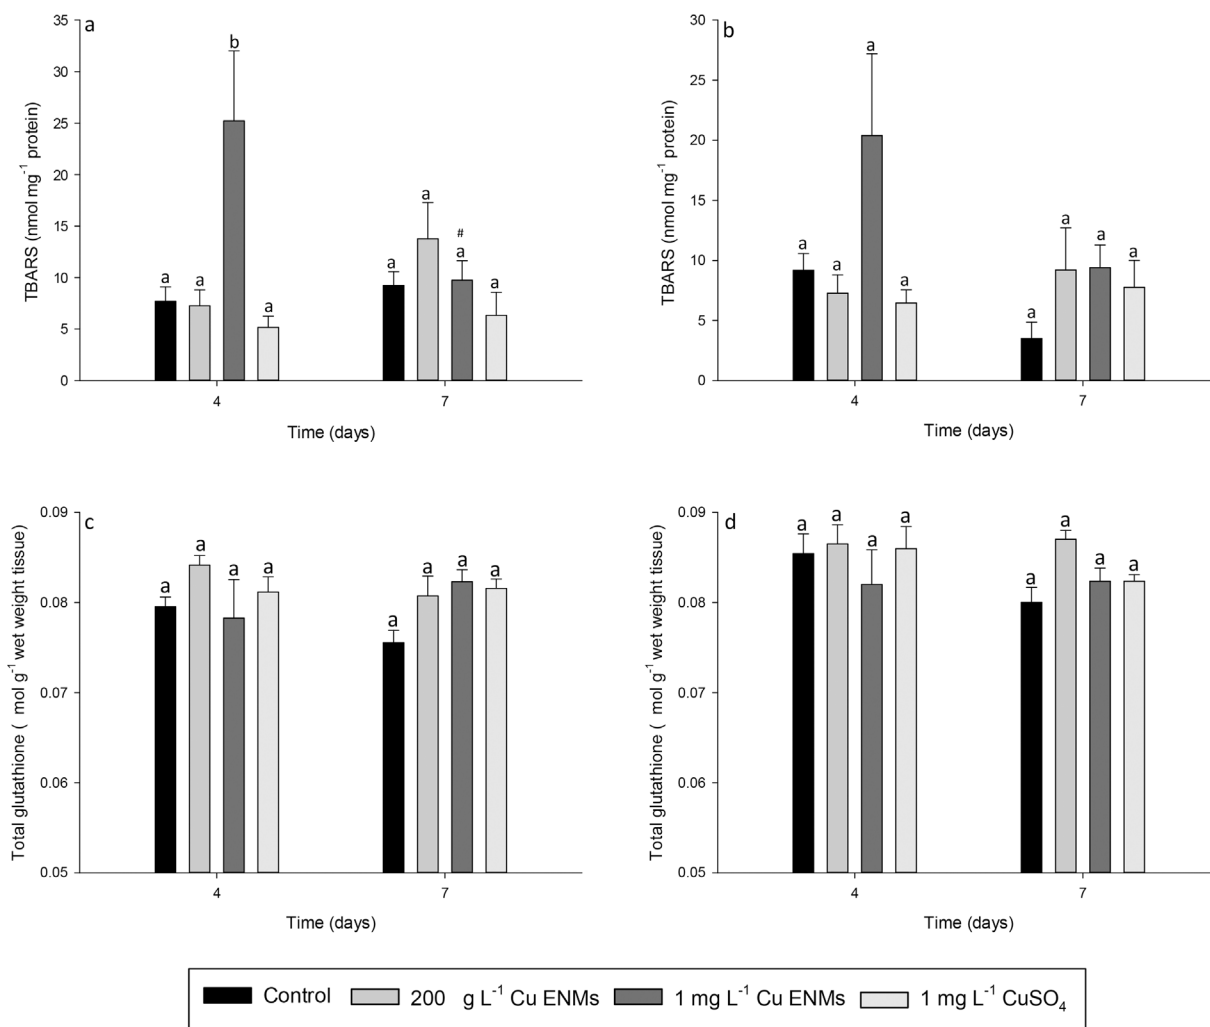 a
TBARS (nmol mg⁻¹ protein)
35
30
25
20
15
10
5
0
a
a
b
a
a
a
#
a
a
4
7
Time (days)
b
TBARS (nmol mg⁻¹ protein)
30
25
20
15
10
5
0
a
a
a
a
a
a
a
a
4
7
Time (days)
c
Total glutathione ( mol g⁻¹ wet weight tissue)
0.09
0.08
0.07
0.06
0.05
a
a
a
a
a
a
a
a
4
7
Time (days)
d
Total glutathione ( mol g⁻¹ wet weight tissue)
0.09
0.08
0.07
0.06
0.05
a
a
a
a
a
a
a
a
4
7
Time (days)
Control
200 g L⁻¹ Cu ENMs
1 mg L⁻¹ Cu ENMs
1 mg L⁻¹ CuSO₄